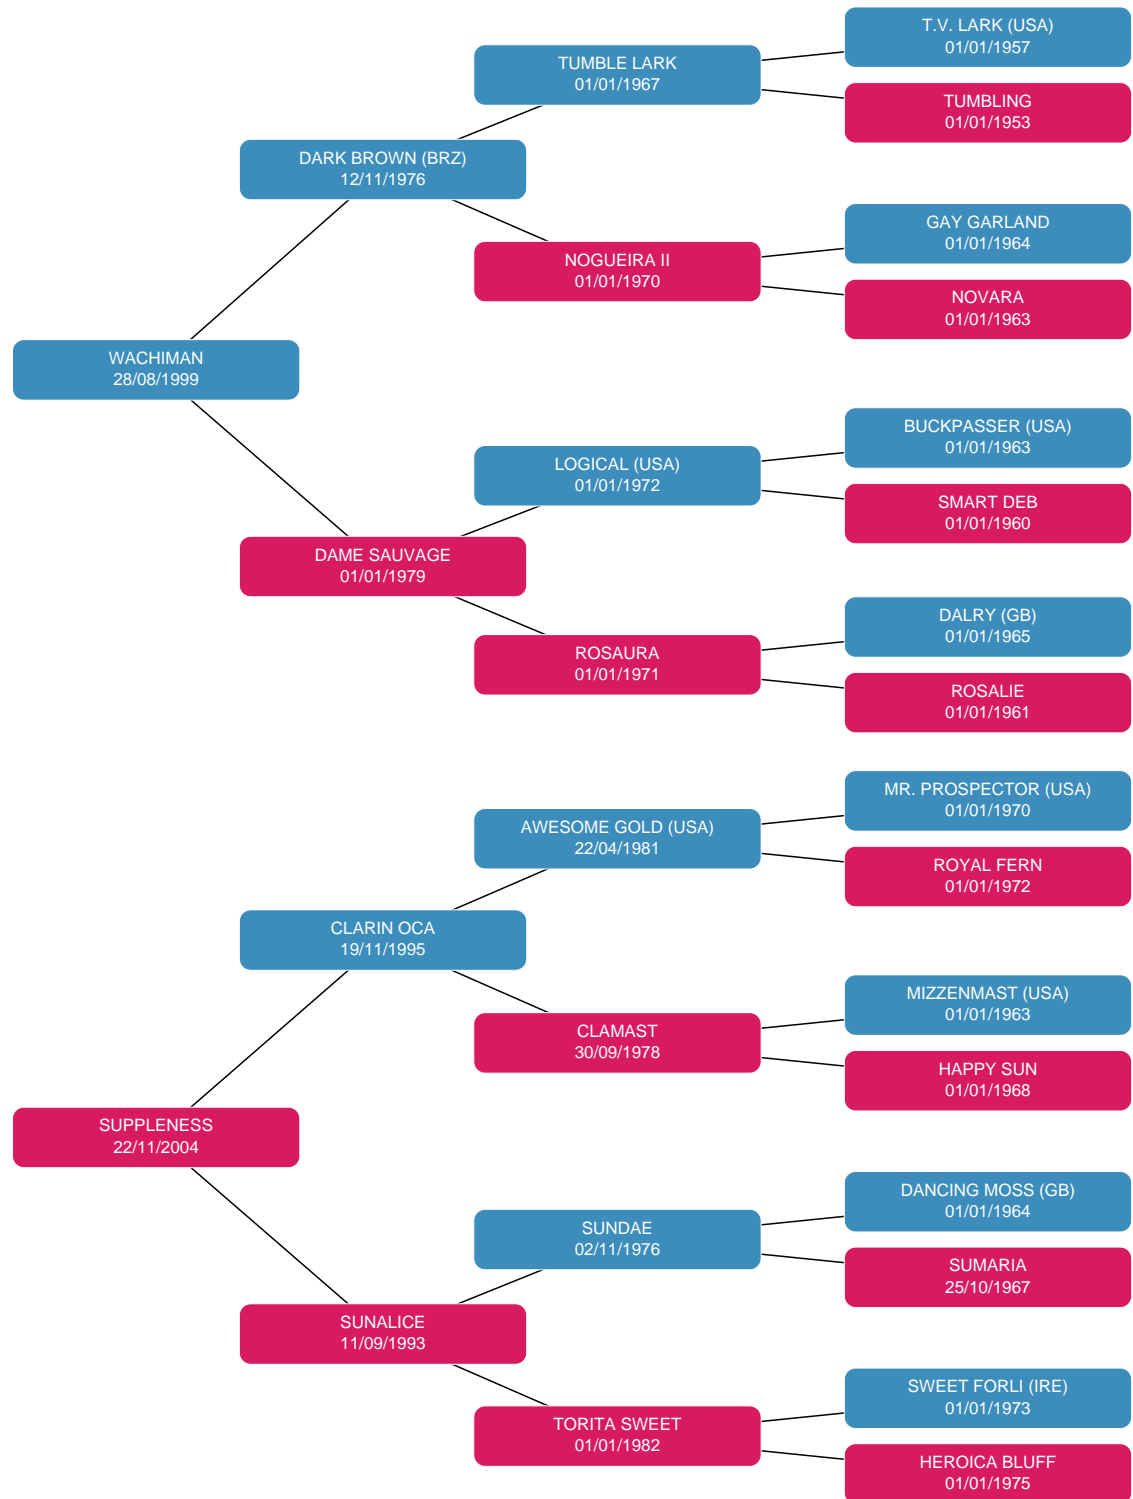 T.V. LARK (USA)
01/01/1957
TUMBLE LARK
01/01/1967
TUMBLING
01/01/1953
DARK BROWN (BRZ)
12/11/1976
GAY GARLAND
01/01/1964
NOGUEIRA II
01/01/1970
NOVARA
01/01/1963
WACHIMAN
28/08/1999
BUCKPASSER (USA)
01/01/1963
LOGICAL (USA)
01/01/1972
SMART DEB
01/01/1960
DAME SAUVAGE
01/01/1979
DALRY (GB)
01/01/1965
ROSAURA
01/01/1971
ROSALIE
01/01/1961
MR. PROSPECTOR (USA)
01/01/1970
AWESOME GOLD (USA)
22/04/1981
ROYAL FERN
01/01/1972
CLARIN OCA
19/11/1995
MIZZENMAST (USA)
01/01/1963
CLAMAST
30/09/1978
HAPPY SUN
01/01/1968
SUPPLENESS
22/11/2004
DANCING MOSS (GB)
01/01/1964
SUNDAE
02/11/1976
SUMARIA
25/10/1967
SUNALICE
11/09/1993
SWEET FORLI (IRE)
01/01/1973
TORITA SWEET
01/01/1982
HEROICA BLUFF
01/01/1975